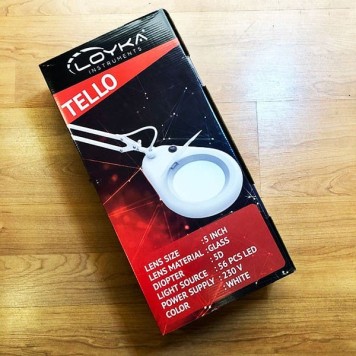 LOYKA
INSTRUMENTS
TELLO
LENS SIZE : 5 INCH
LENS MATERIAL : GLASS
DIOPTER : 5D
LIGHT SOURCE : 56 PCS LED
POWER SUPPLY : 230 V
COLOR : WHITE